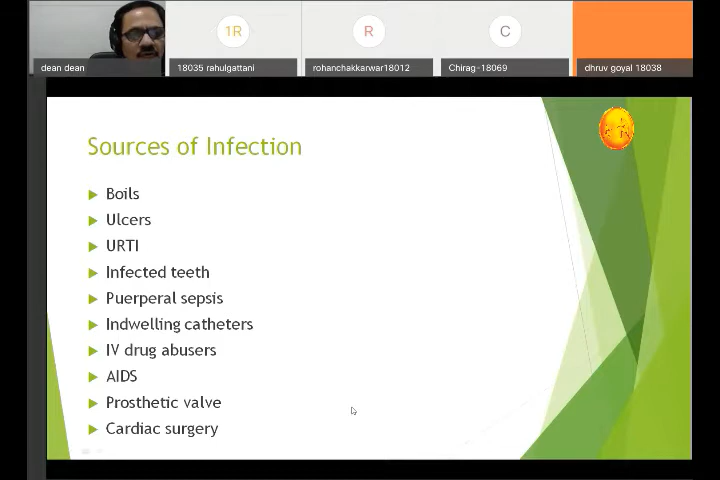 1R
R
C
dean dean
18035 rahulgattani
rohanchakkarwar18012
Chirag-18069
dhruv goyal 18038
Sources of Infection
Boils
Ulcers
URTI
Infected teeth
Puerperal sepsis
Indwelling catheters
IV drug abusers
AIDS
Prosthetic valve
Cardiac surgery